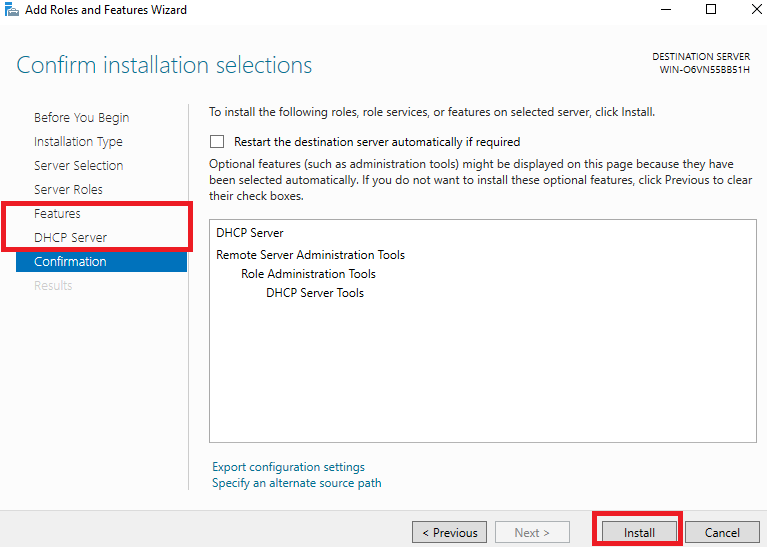 Add Roles and Features Wizard
Confirm installation selections
DESTINATION SERVER
WIN-O6VN55BB51H
Before You Begin
Installation Type
Server Selection
Server Roles
Features
DHCP Server
Confirmation
Results
To install the following roles, role services, or features on selected server, click Install.
Restart the destination server automatically if required
Optional features (such as administration tools) might be displayed on this page because they have
been selected automatically. If you do not want to install these optional features, click Previous to clear
their check boxes.
DHCP Server
Remote Server Administration Tools
Role Administration Tools
DHCP Server Tools
Export configuration settings
Specify an alternate source path
< Previous
Next >
Install
Cancel